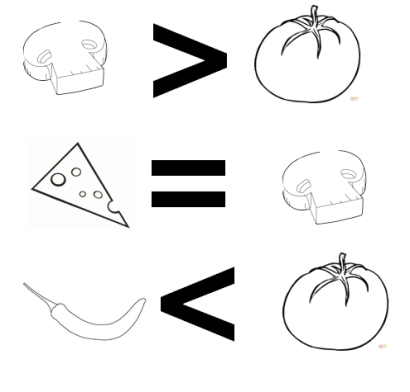 >
=
<